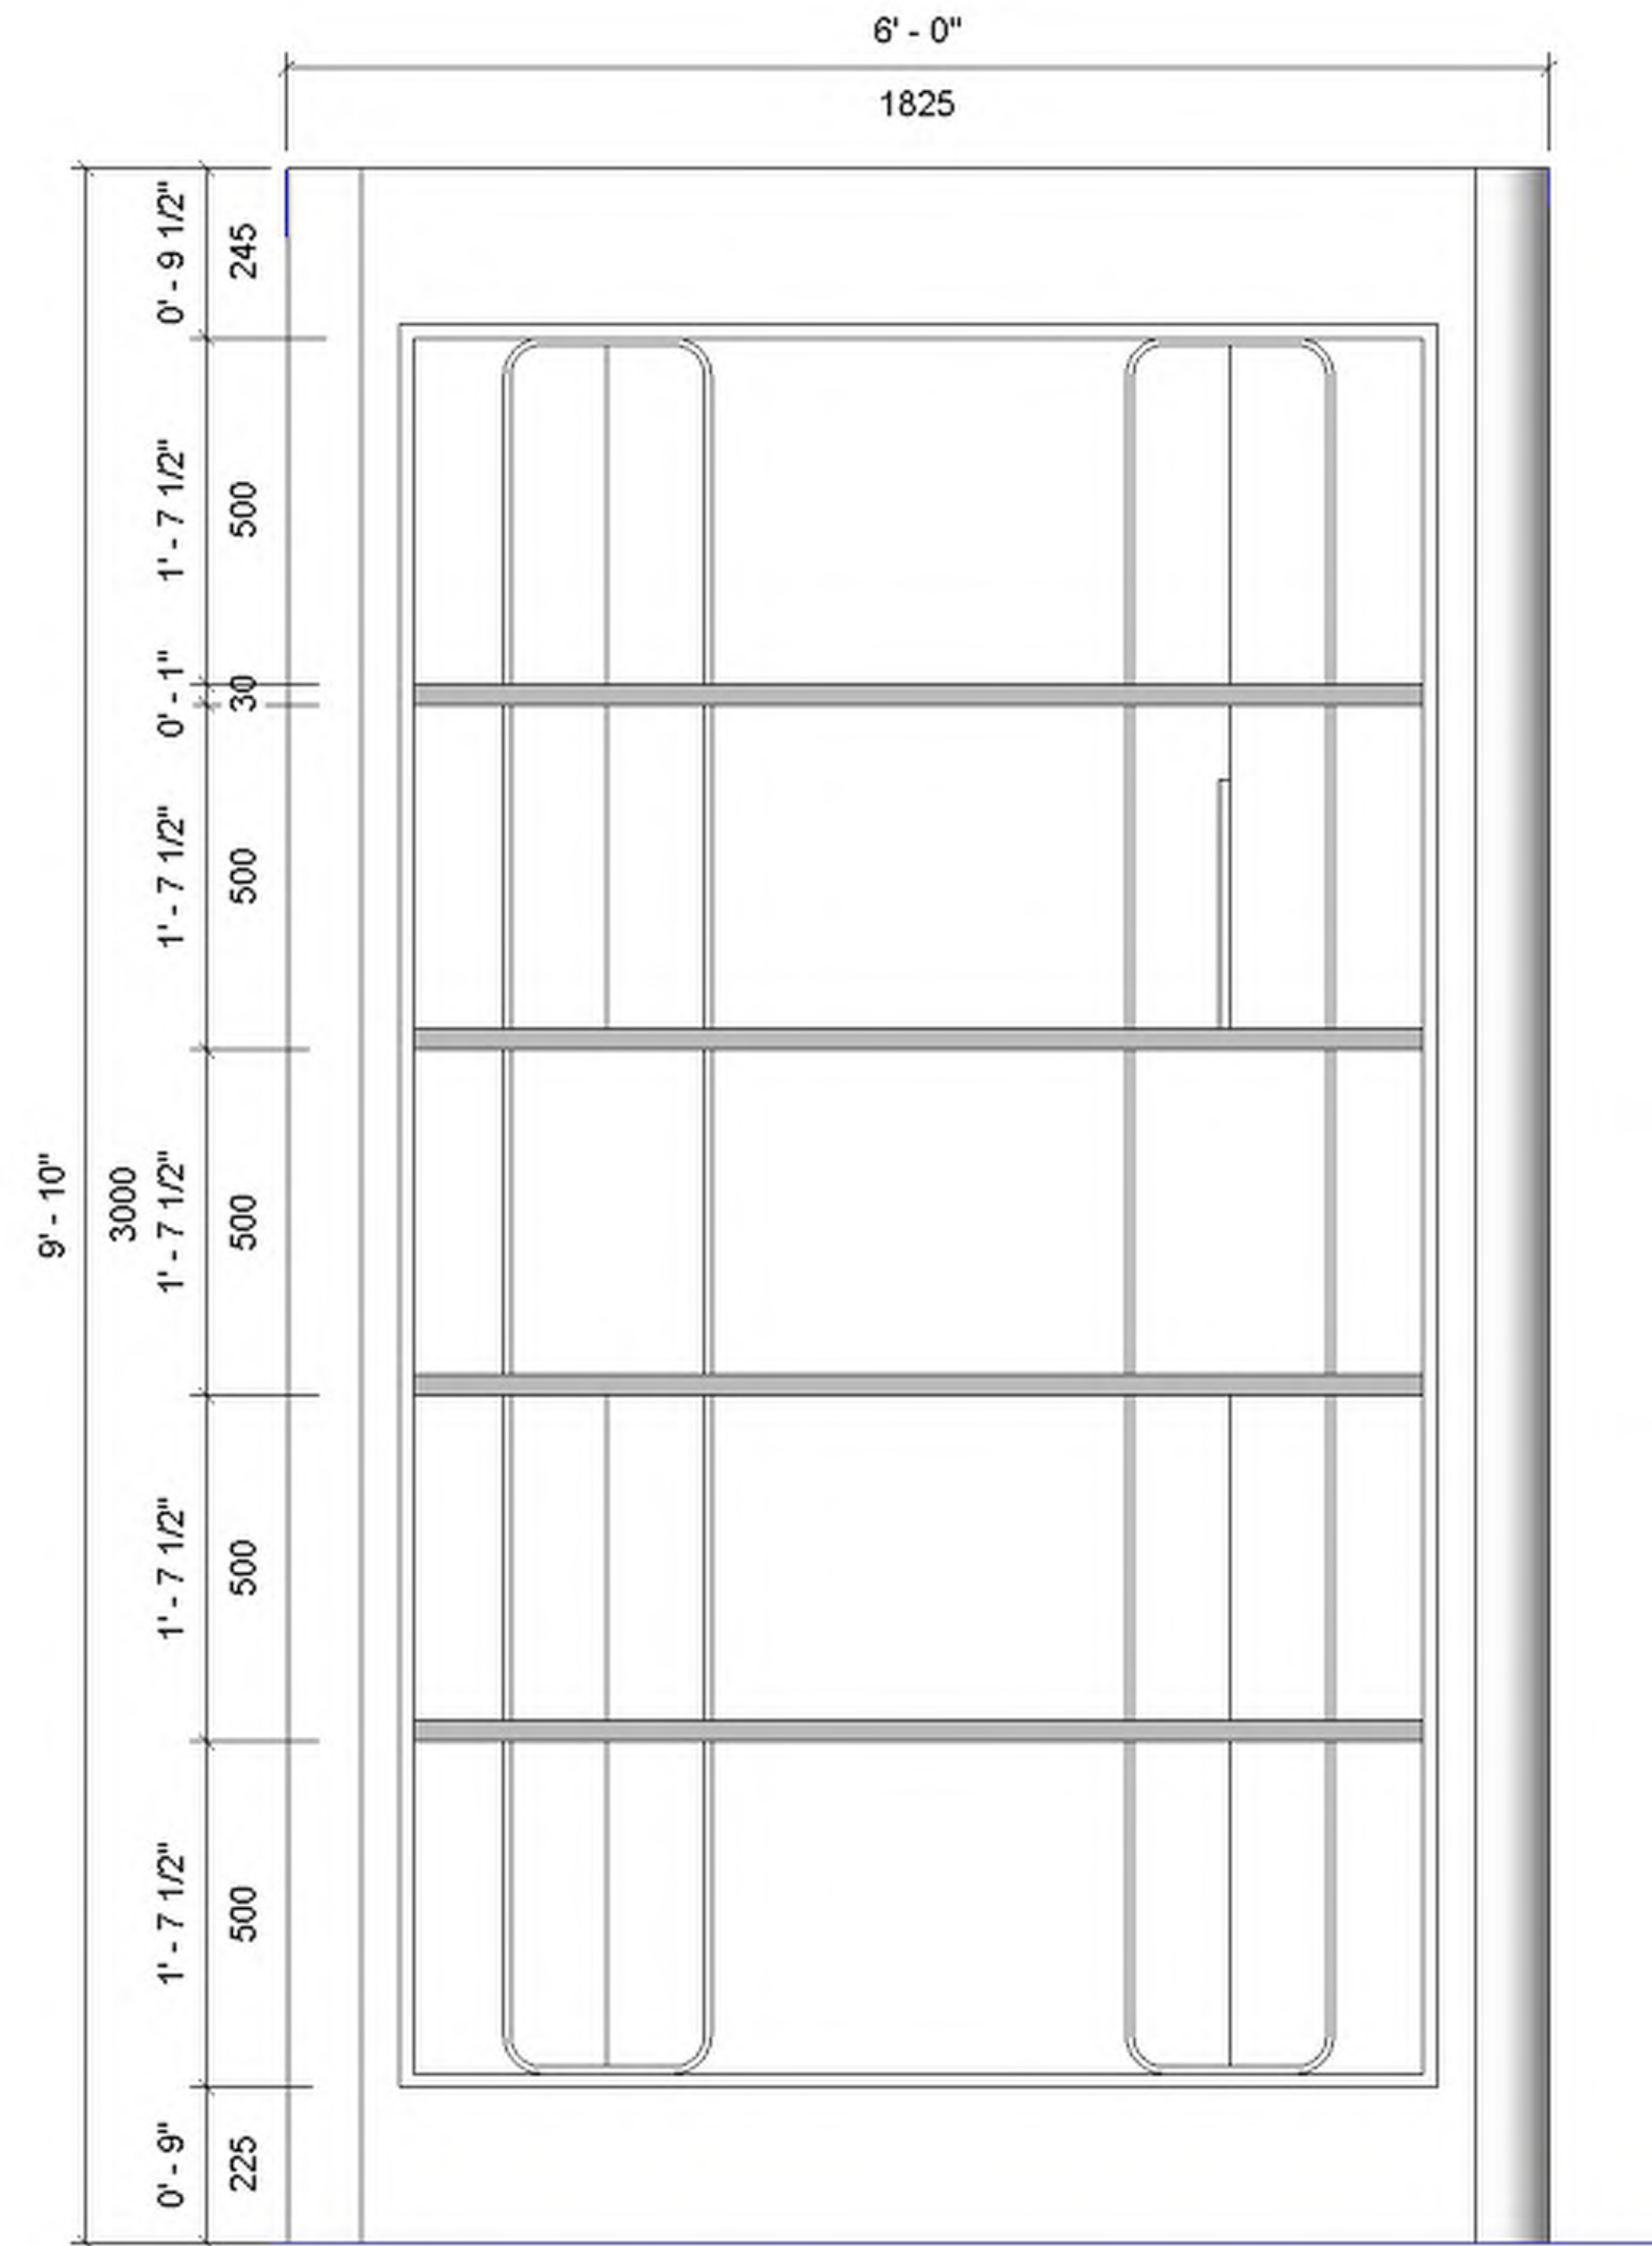 6' - 0"
1825
9' - 10"
3000
0' - 9 1/2"
245
1' - 7 1/2"
500
0' - 1"
30
1' - 7 1/2"
500
1' - 7 1/2"
500
1' - 7 1/2"
500
1' - 7 1/2"
500
0' - 9"
225